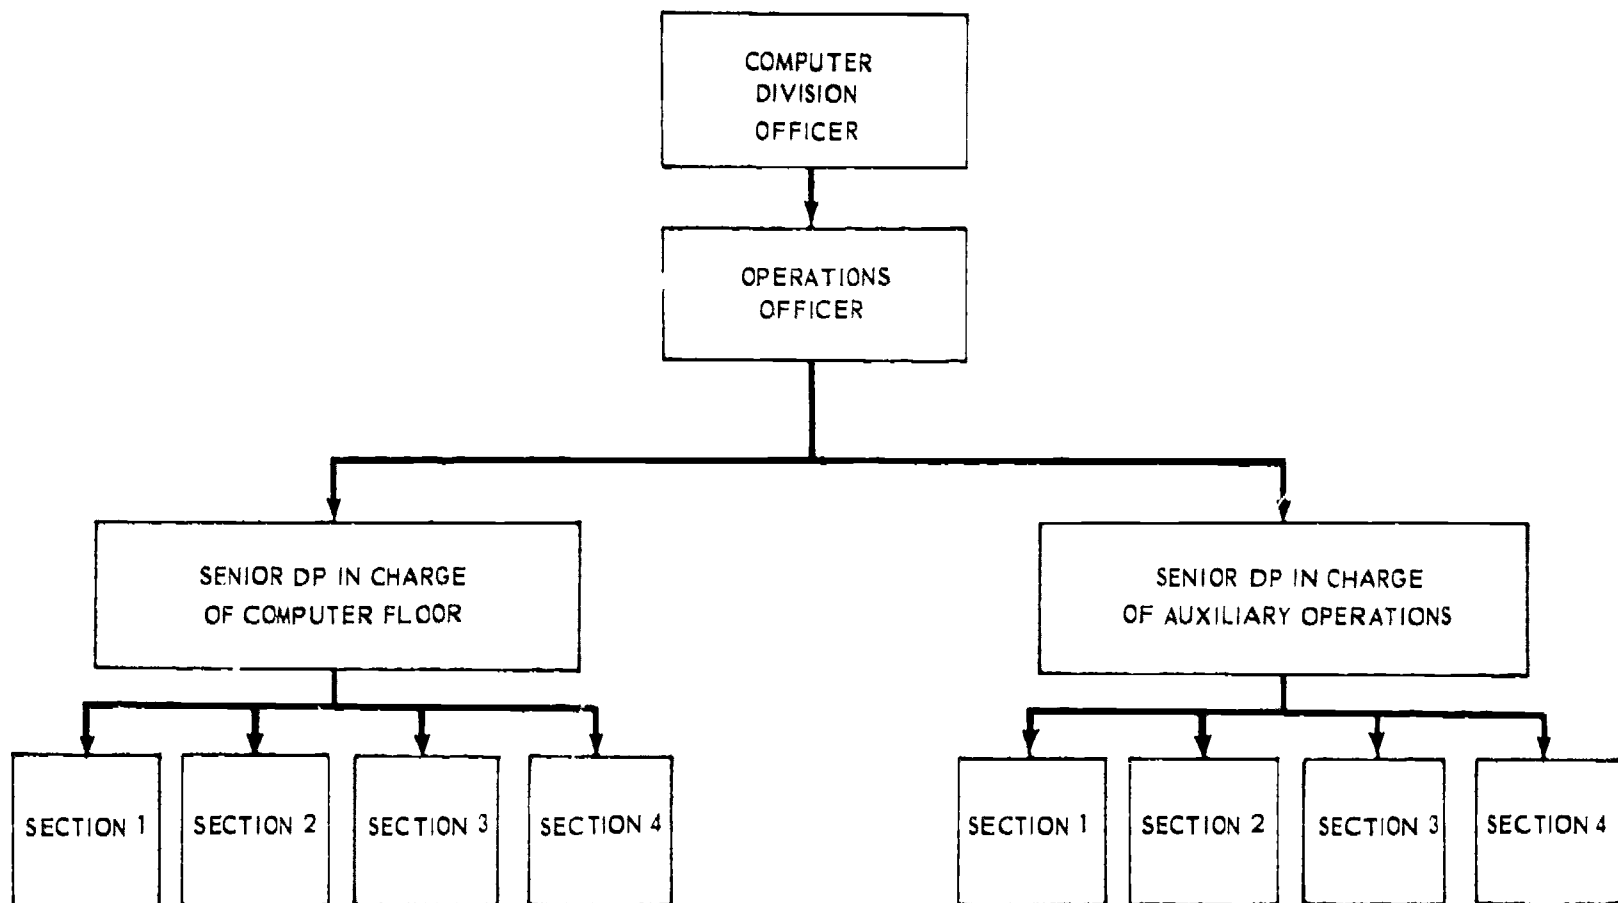 COMPUTER
DIVISION
OFFICER
OPERATIONS
OFFICER
SENIOR DP IN CHARGE
OF COMPUTER FLOOR
SENIOR DP IN CHARGE
OF AUXILIARY OPERATIONS
SECTION 1
SECTION 2
SECTION 3
SECTION 4
SECTION 1
SECTION 2
SECTION 3
SECTION 4